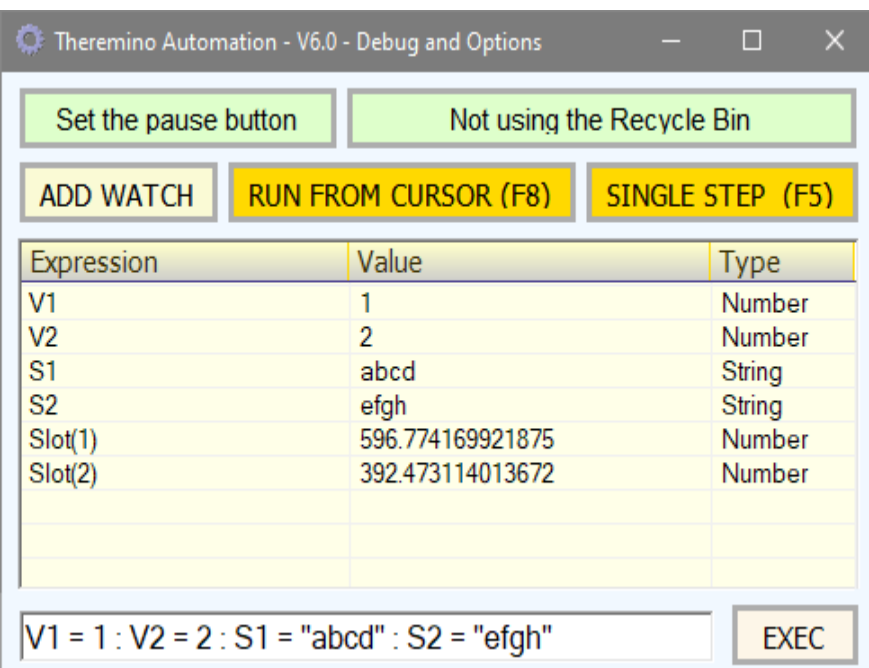 Theremino Automation - V6.0 - Debug and Options
Set the pause button Not using the Recycle Bin
ADD WATCH RUN FROM CURSOR (F8) SINGLE STEP (F5)
Expression Value Type
V1 1 Number
V2 2 Number
S1 abcd String
S2 efgh String
Slot(1) 596.774169921875 Number
Slot(2) 392.473114013672 Number
V1 = 1 : V2 = 2 : S1 = "abcd" : S2 = "efgh" EXEC